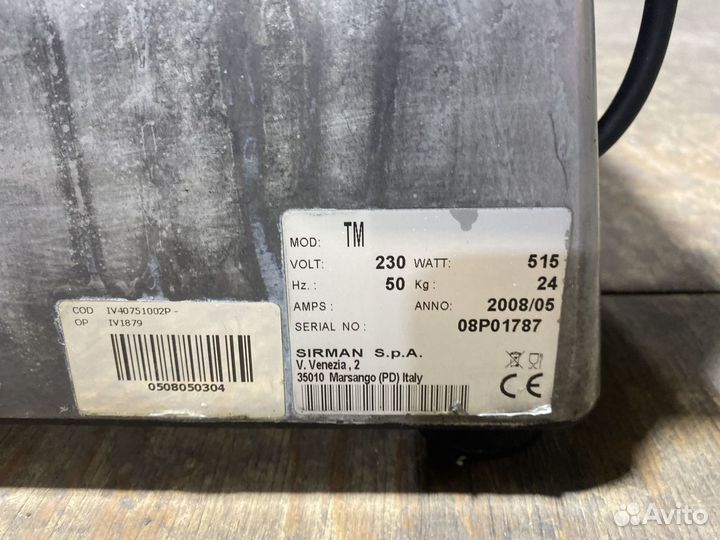 MOD: TM
VOLT: 230 WATT: 515
Hz.: 50 Kg: 24
AMPS: ANNO: 2008/05
SERIAL NO: 08P01787
SIRMAN S.p.A.
V. Venezia, 2
35010 Marsango (PD) Italy
CE
COD IV40751002P -
OP IV1879
0508050304
Avito